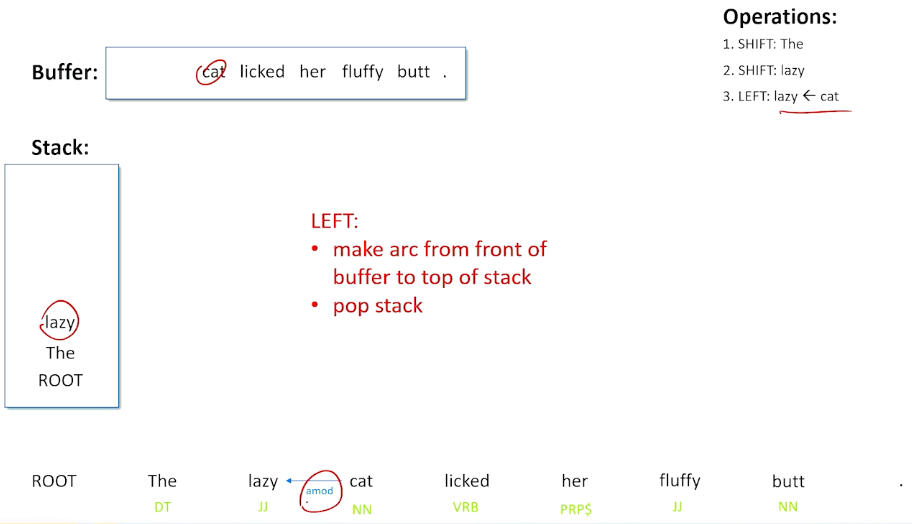 Operations:
1. SHIFT: The
2. SHIFT: lazy
3. LEFT: lazy ← cat
Buffer: cat licked her fluffy butt .
Stack:
LEFT:
• make arc from front of
buffer to top of stack
• pop stack
lazy
The
ROOT
ROOT The lazy cat licked her fluffy butt .
amod
DT JJ NN VRB PRP$ JJ NN